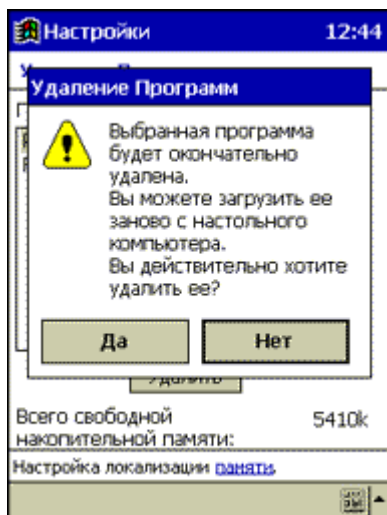 Настройки 12:44
Удаление Программ
Выбранная программа
будет окончательно
удалена.
Вы можете загрузить ее
заново с настольного
компьютера.
Вы действительно хотите
удалить ее?
Да Нет
Удалить
Всего свободной 5410k
накопительной памяти:
Настройка локализации памяти.